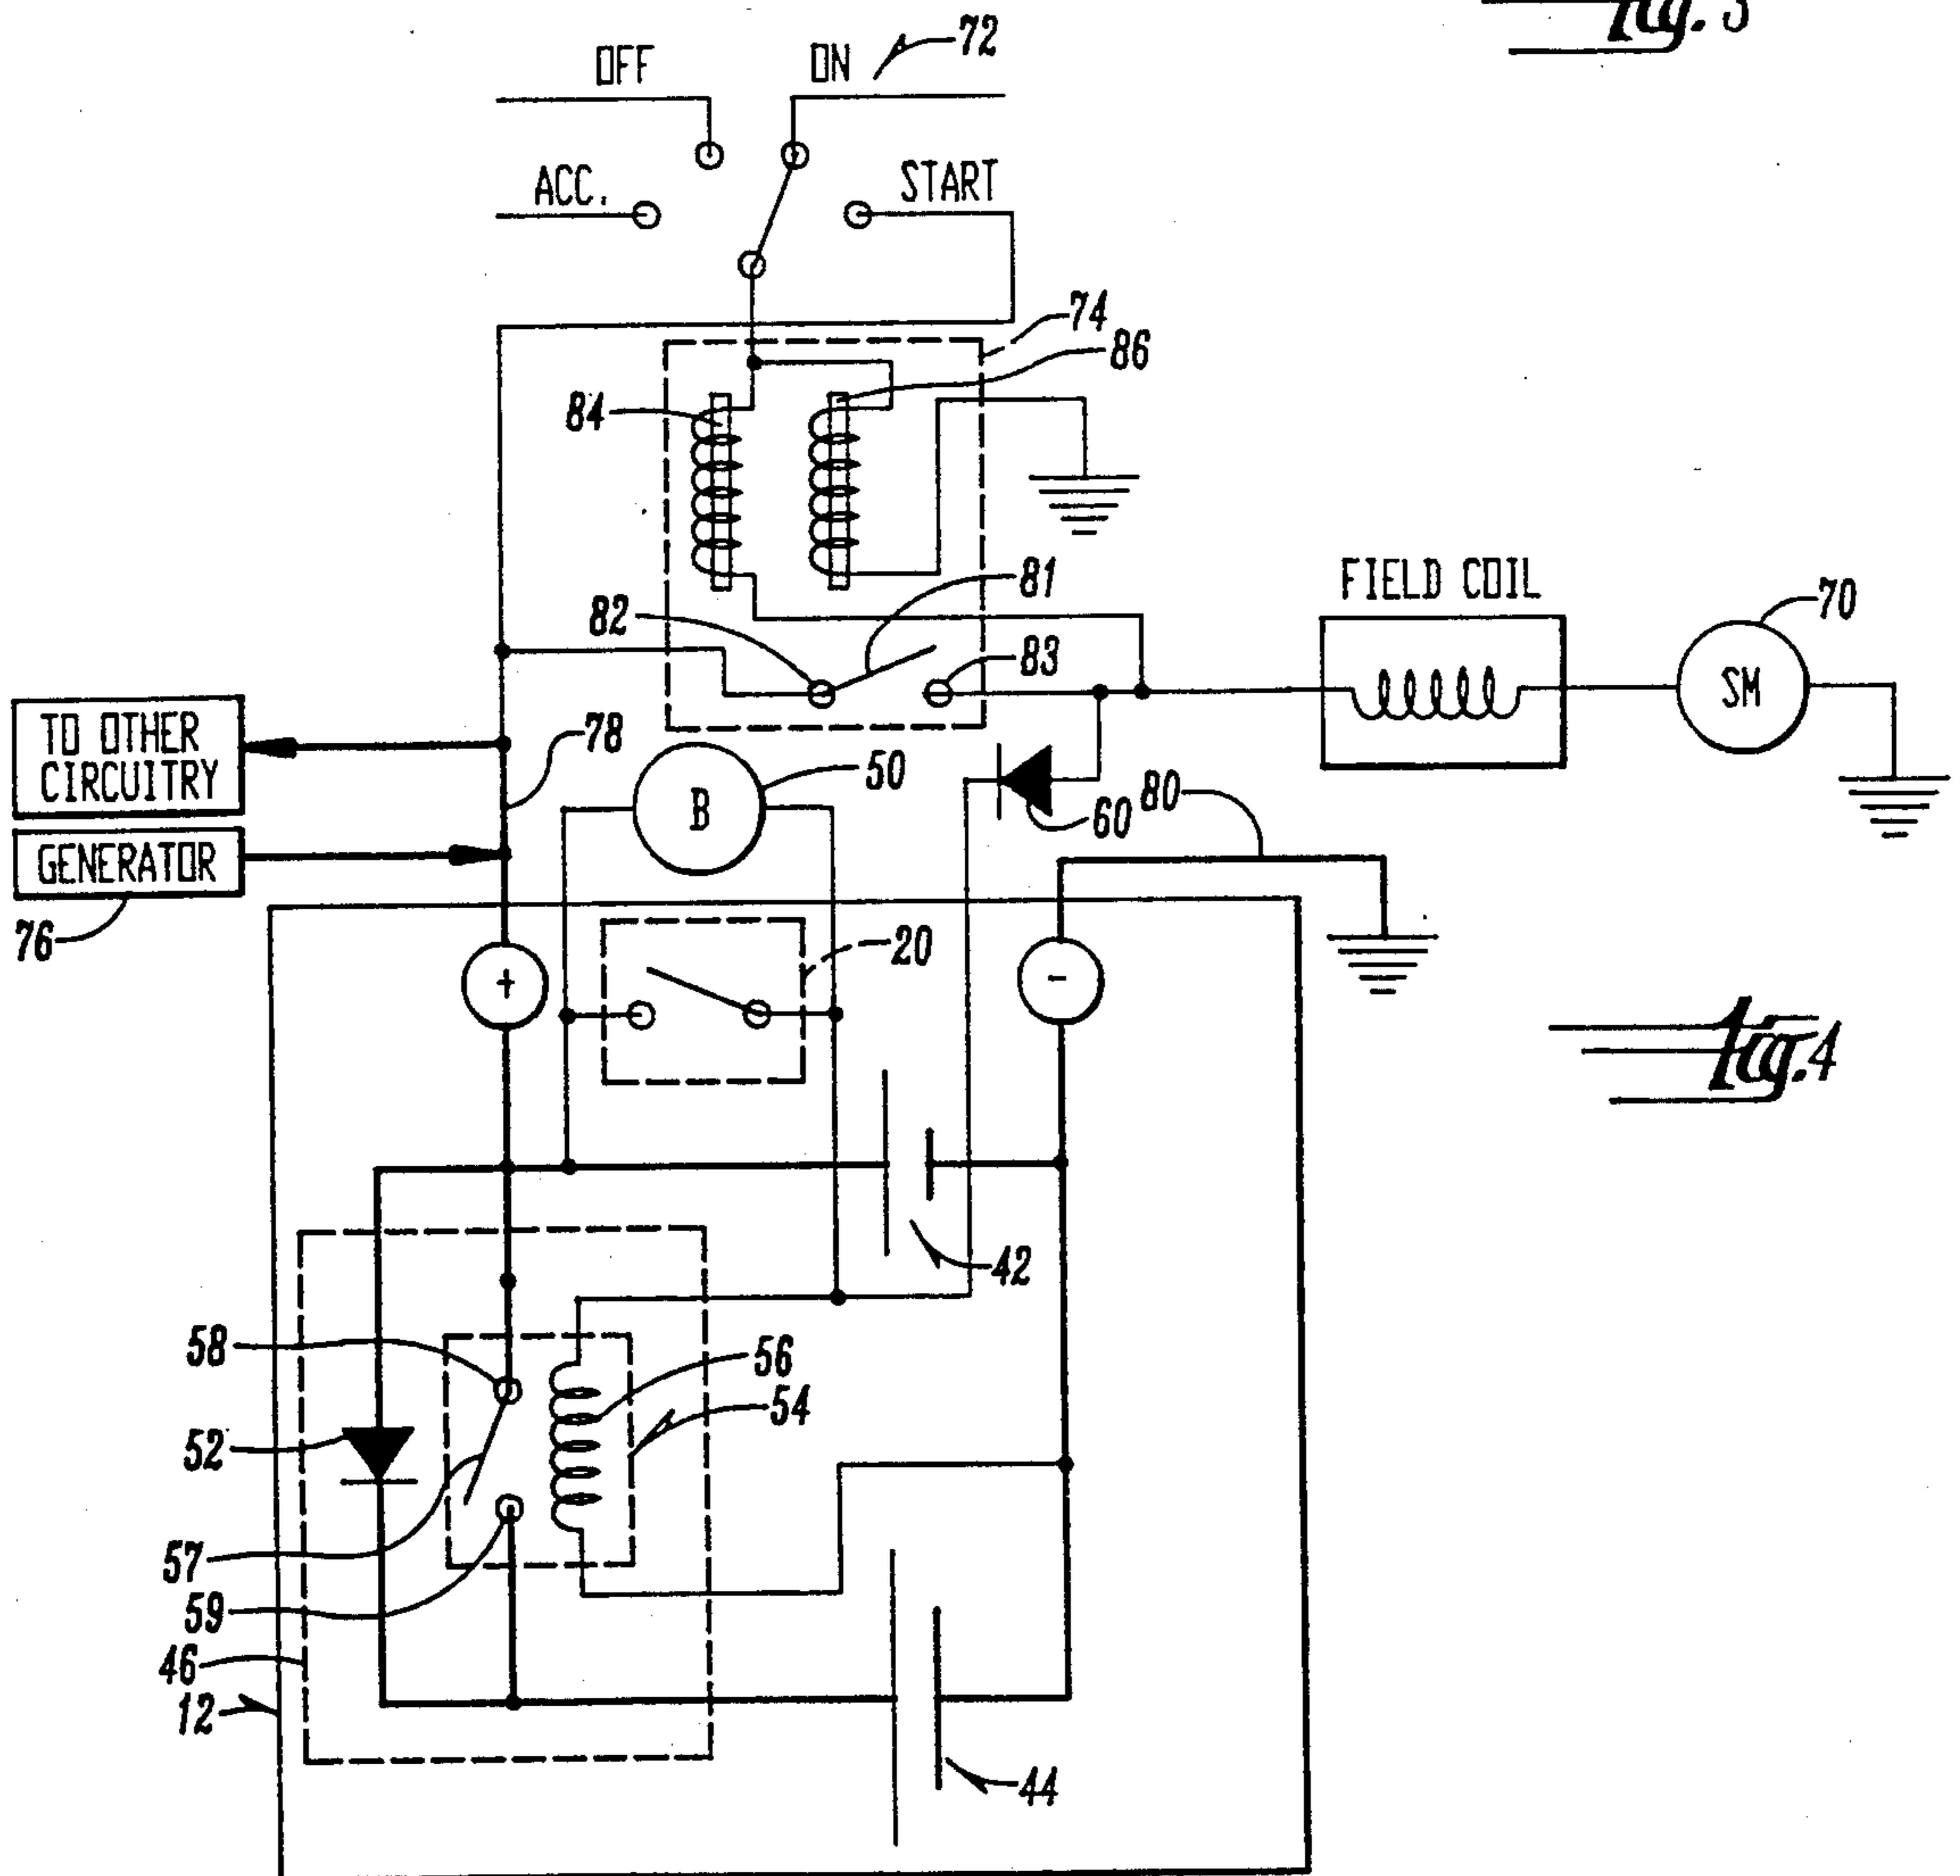 Fig. 3
72
OFF
ON
ACC.
START
74
86
84
81
82
83
FIELD COIL
70
SM
TO OTHER
CIRCUITRY
78
50
B
60
80
GENERATOR
76
20
+
-
Fig. 4
42
58
56
54
52
57
59
46
12
44